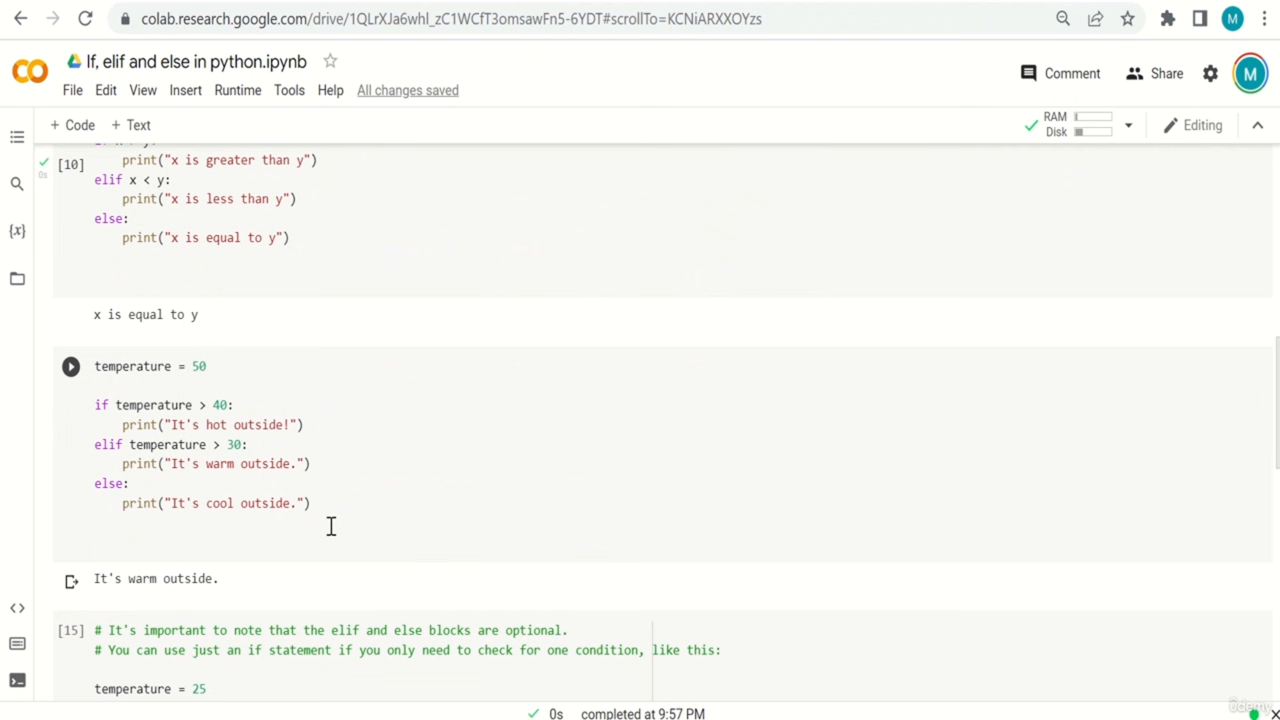 colab.research.google.com/drive/1QLrXJa6whl_zC1WCfT3omsawFn5-6YDT#scrollTo=KCNiARXXOYzs
M
If, elif and else in python.ipynb
Comment
Share
M
File Edit View Insert Runtime Tools Help All changes saved
+ Code + Text
RAM
Disk
Editing
[10]
print("x is greater than y")
0s
elif x < y:
print("x is less than y")
else:
{x}
print("x is equal to y")
x is equal to y
temperature = 50
if temperature > 40:
print("It's hot outside!")
elif temperature > 30:
print("It's warm outside.")
else:
print("It's cool outside.")
It's warm outside.
[15] # It's important to note that the elif and else blocks are optional.
# You can use just an if statement if you only need to check for one condition, like this:
temperature = 25
0s completed at 9:57 PM
udemy